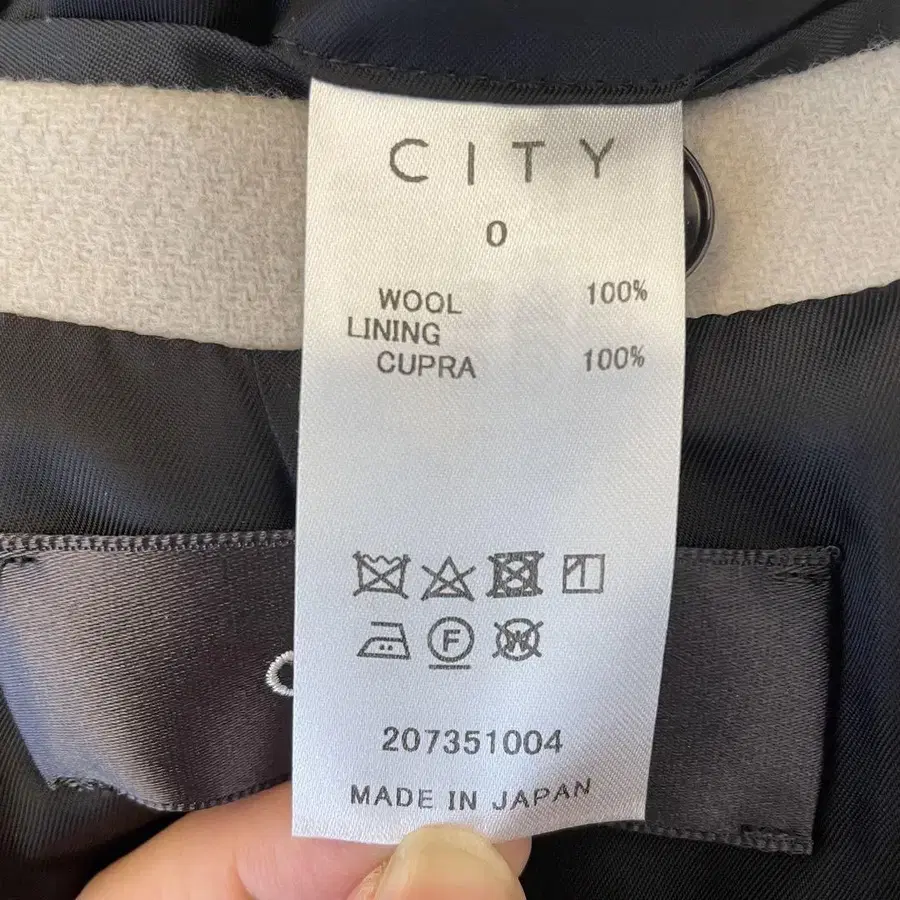 CITY
0
WOOL 100%
LINING
CUPRA 100%
F W
207351004
MADE IN JAPAN